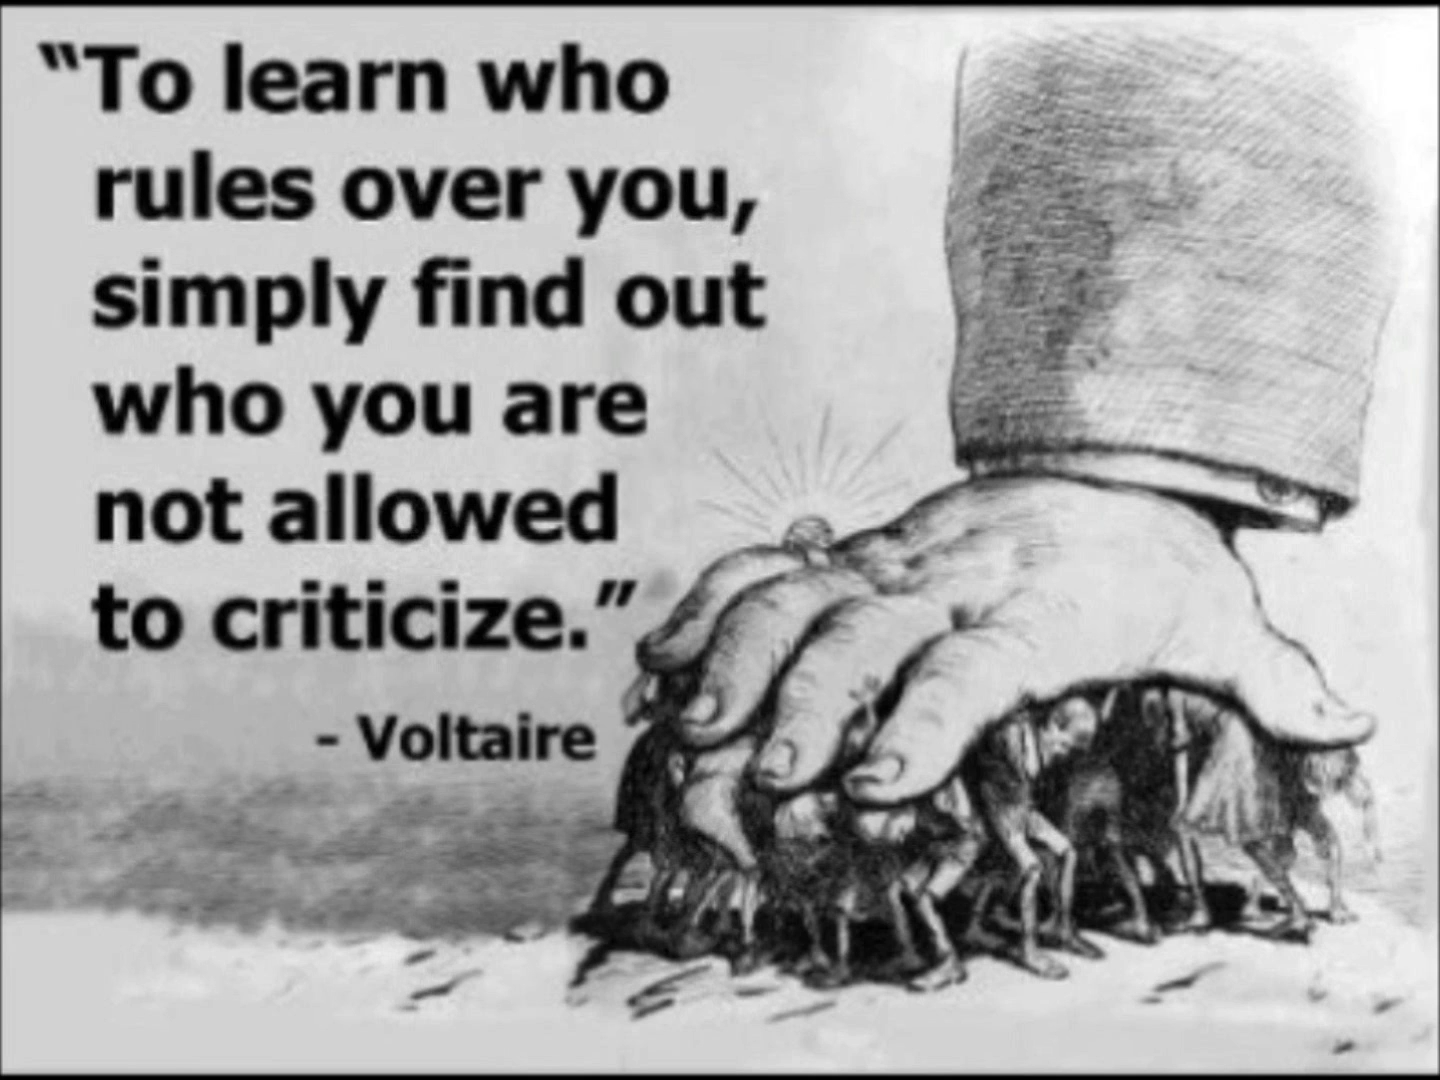 “To learn who
rules over you,
simply find out
who you are
not allowed
to criticize.”
- Voltaire